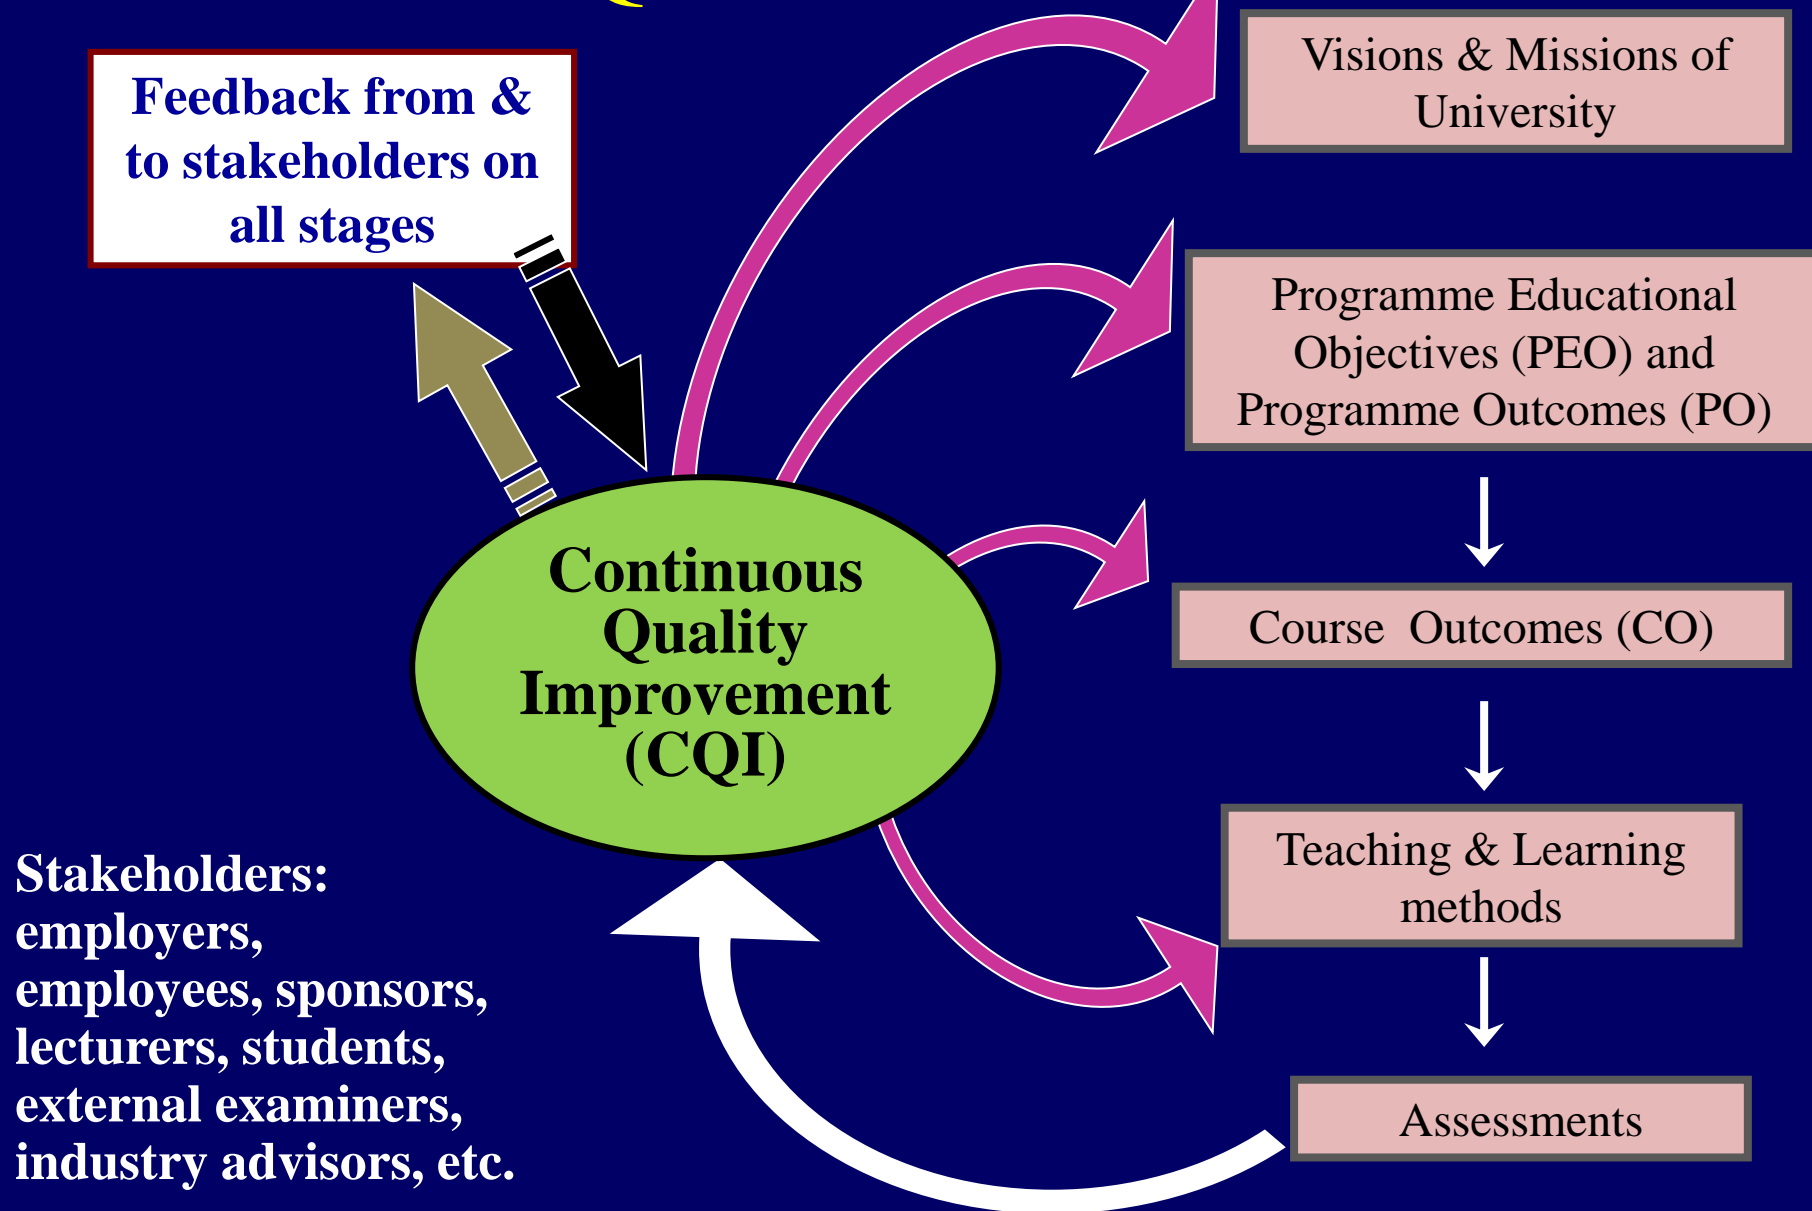 Feedback from &
to stakeholders on
all stages
Visions & Missions of
University
Programme Educational
Objectives (PEO) and
Programme Outcomes (PO)
Continuous
Quality
Improvement
(CQI)
Course Outcomes (CO)
Teaching & Learning
methods
Assessments
Stakeholders:
employers,
employees, sponsors,
lecturers, students,
external examiners,
industry advisors, etc.